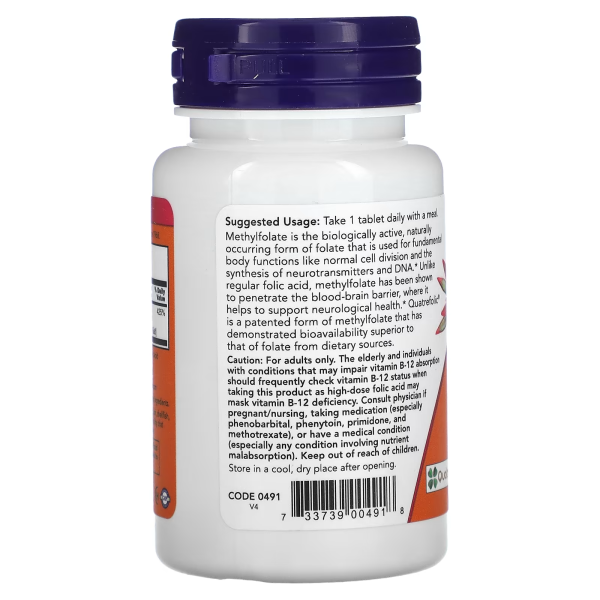 Suggested Usage: Take 1 tablet daily with a meal.
Methylfolate is the biologically active, naturally
occurring form of folate that is used for fundamental
body functions like normal cell division and the
synthesis of neurotransmitters and DNA.* Unlike
regular folic acid, methylfolate has been shown
to penetrate the blood-brain barrier, where it
helps to support neurological health.* Quatrefolic®
is a patented form of methylfolate that has
demonstrated bioavailability superior to
that of folate from dietary sources.
Caution: For adults only. The elderly and individuals
with conditions that may impair vitamin B-12 absorption
should frequently check vitamin B-12 status when
taking this product as high-dose folic acid may
mask vitamin B-12 deficiency. Consult physician if
pregnant/nursing, taking medication (especially
phenobarbital, phenytoin, primidone, and
methotrexate), or have a medical condition
(especially any condition involving nutrient
malabsorption). Keep out of reach of children.
Store in a cool, dry place after opening.
CODE 0491
V4
7 33739 00491 8
% Daily
Value